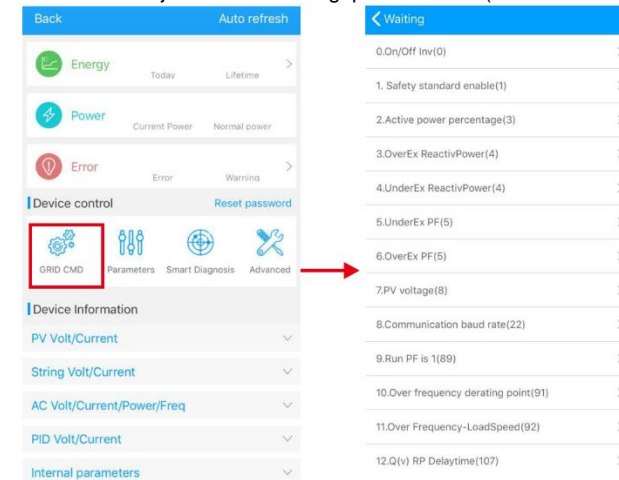 Back Auto refresh
Energy
Today Lifetime
Power
Current Power Normal power
Error
Error Warning
Device control Reset password
GRID CMD Parameters Smart Diagnosis Advanced
Device Information
PV Volt/Current
String Volt/Current
AC Volt/Current/Power/Freq
PID Volt/Current
Internal parameters
Waiting
0.On/Off Inv(0)
1. Safety standard enable(1)
2.Active power percentage(3)
3.OverEx ReactivPower(4)
4.UnderEx ReactivPower(4)
5.UnderEx PF(5)
6.OverEx PF(5)
7.PV voltage(8)
8.Communication baud rate(22)
9.Run PF is 1(89)
10.Over frequency derating point(91)
11.Over Frequency-LoadSpeed(92)
12.Q(v) RP Delaytime(107)